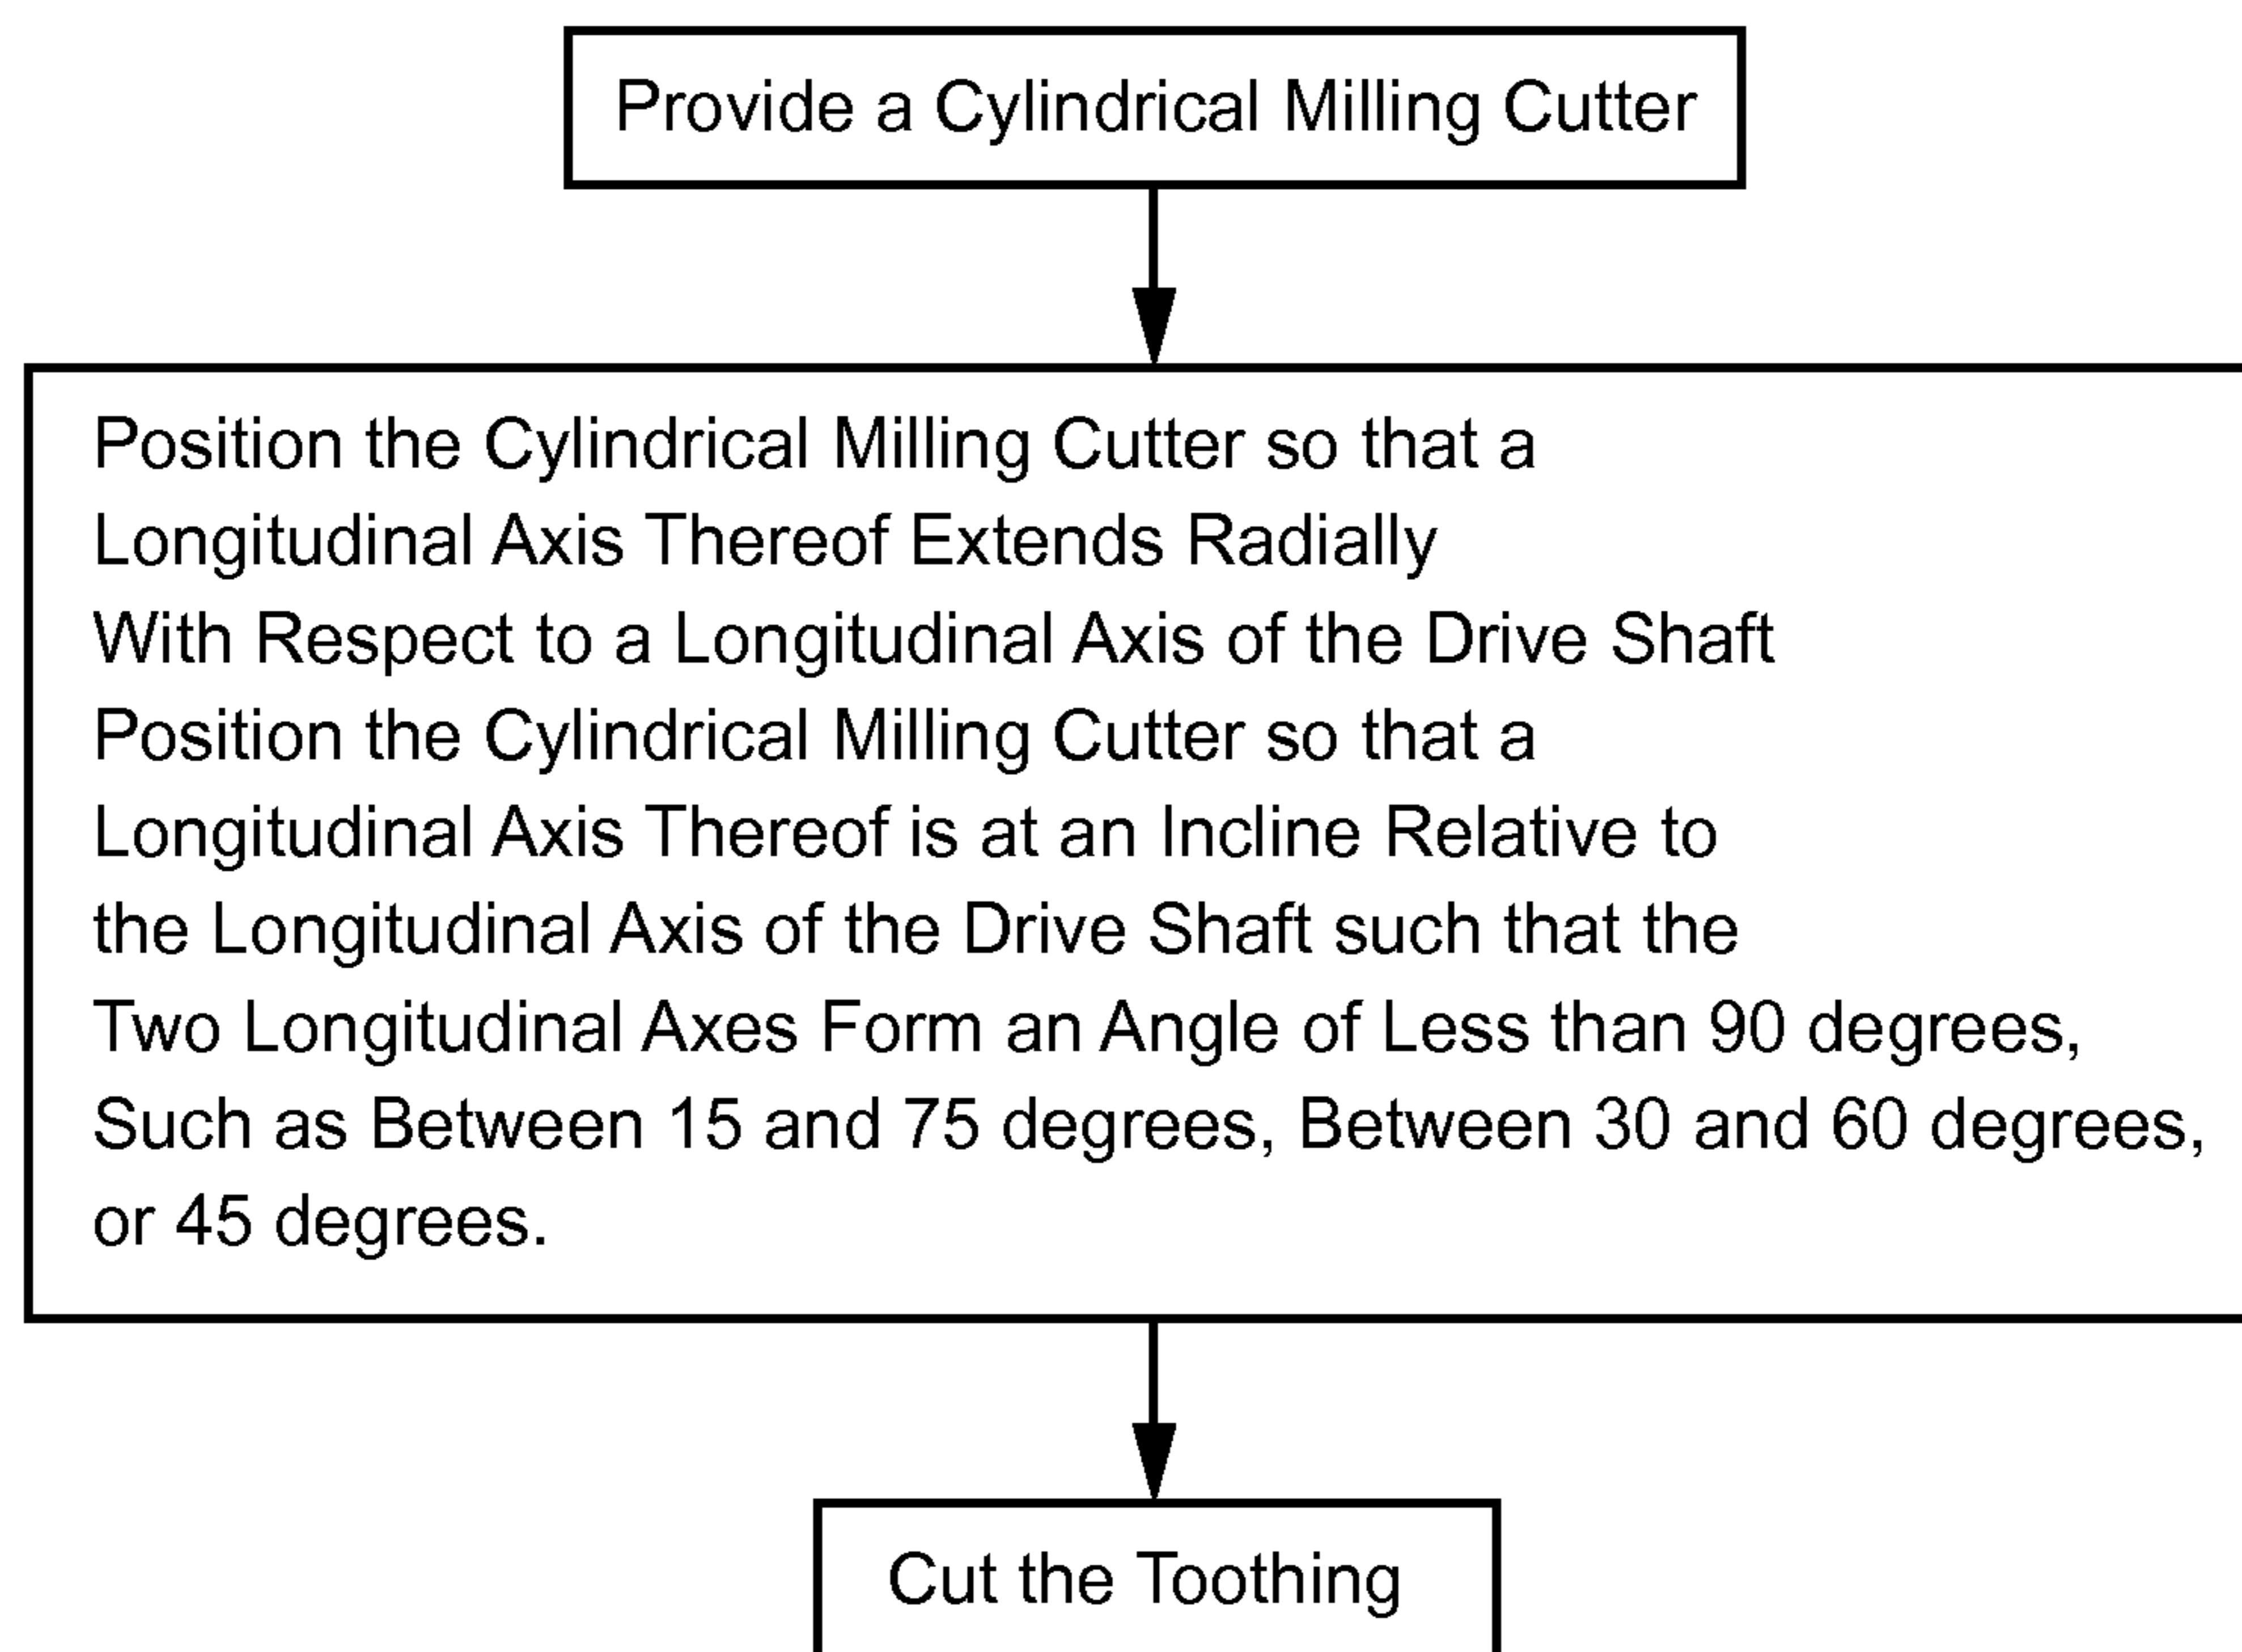 Provide a Cylindrical Milling Cutter
Position the Cylindrical Milling Cutter so that a
Longitudinal Axis Thereof Extends Radially
With Respect to a Longitudinal Axis of the Drive Shaft
Position the Cylindrical Milling Cutter so that a
Longitudinal Axis Thereof is at an Incline Relative to
the Longitudinal Axis of the Drive Shaft such that the
Two Longitudinal Axes Form an Angle of Less than 90 degrees,
Such as Between 15 and 75 degrees, Between 30 and 60 degrees,
or 45 degrees.
Cut the Toothing